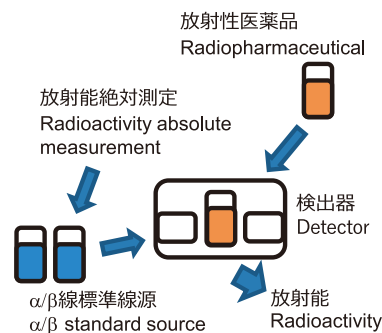 放射性医薬品
Radiopharmaceutical
放射能絶対測定
Radioactivity absolute
measurement
検出器
Detector
α/β線標準線源
α/β standard source
放射能
Radioactivity